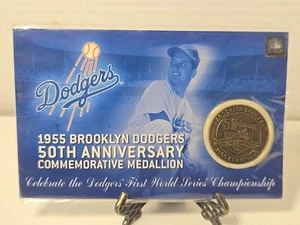 Dodgers
1955 BROOKLYN DODGERS
50TH ANNIVERSARY
COMMEMORATIVE MEDALLION
Celebrate the Dodgers' First World Series Championship